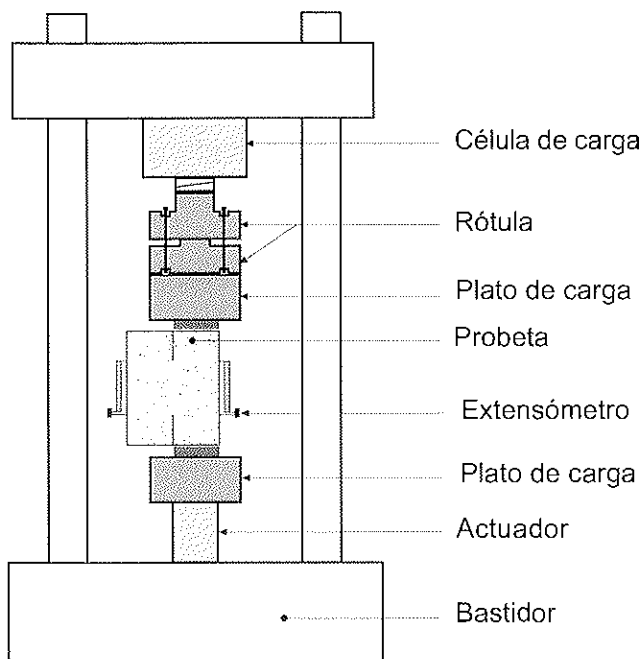 Célula de carga
Rótula
Plato de carga
Probeta
Extensómetro
Plato de carga
Actuador
Bastidor